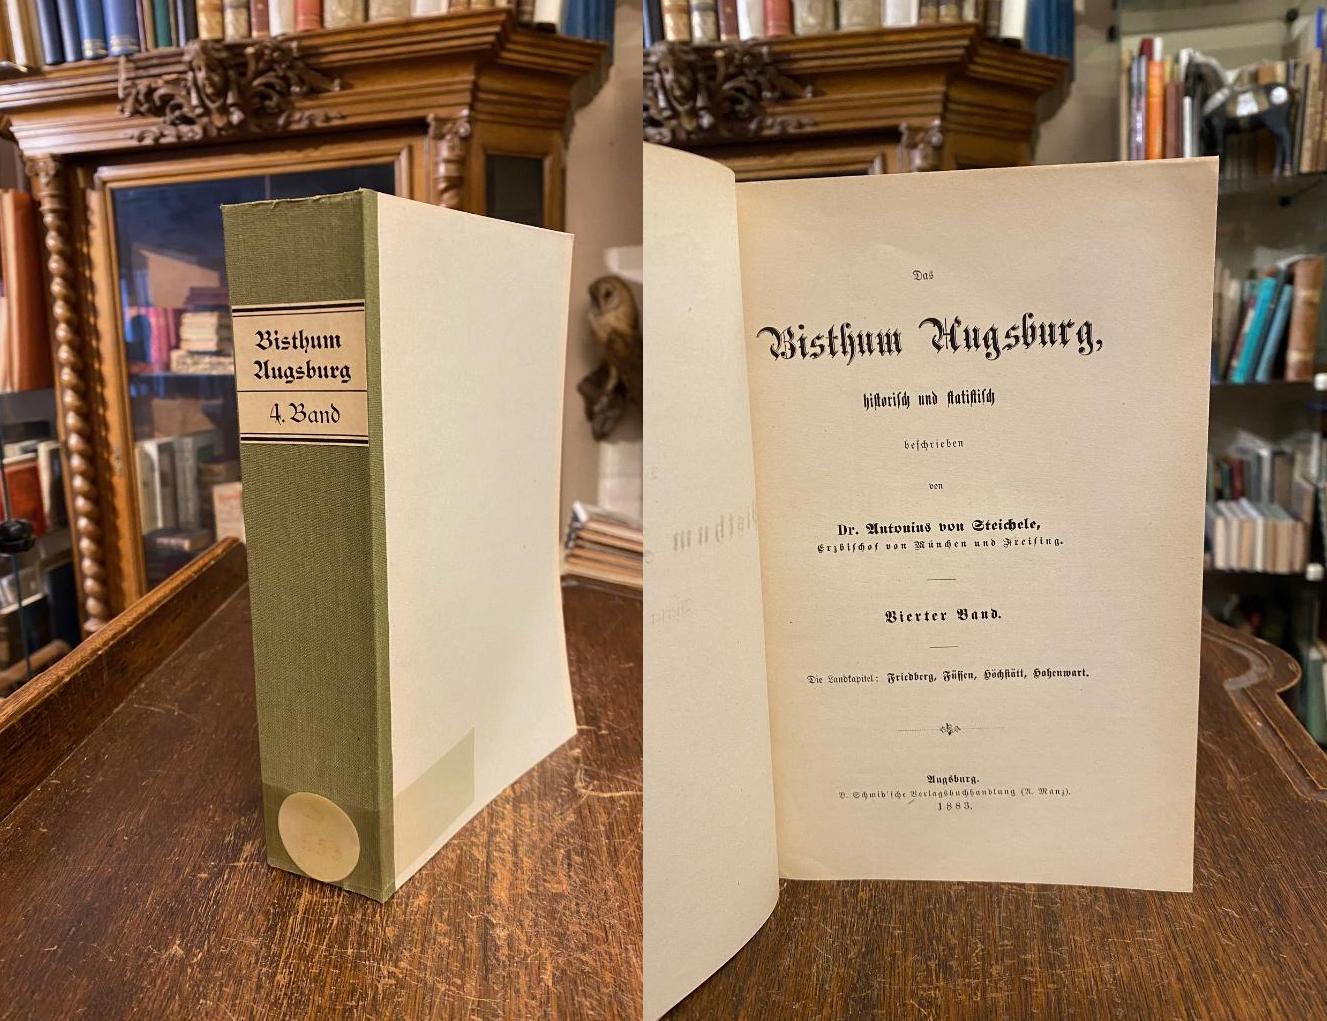 Bisthum
Augsburg
4. Band
Das
Bisthum Augsburg,
historisch und statistisch
beschrieben
von
Dr. Antonius von Steichele,
Erzbischof von München und Freising.
Vierter Band.
Die Landkapitel: Friedberg, Füssen, Höchstätt, Hohenwart.
Augsburg.
B. Schmid'sche Verlagsbuchhandlung (A. Manz).
1883.